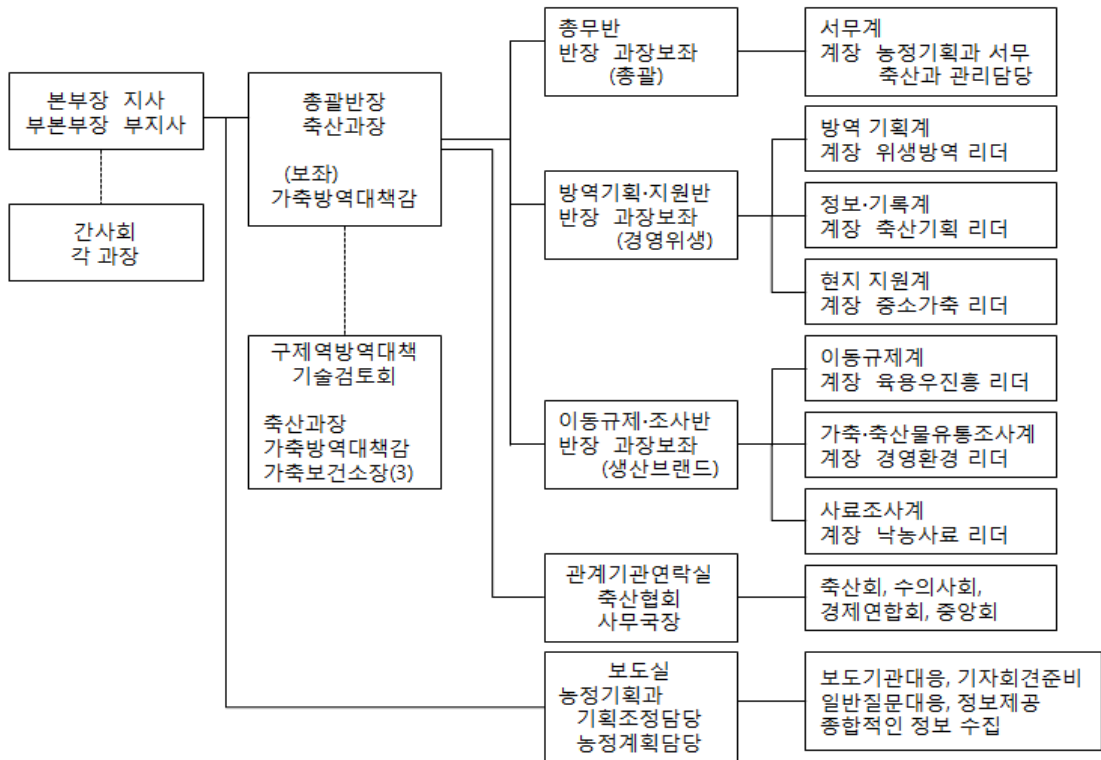 본부장 지사
부본부장 부지사
간사회
각 과장
총괄반장
축산과장
(보좌)
가축방역대책감
구제역방역대책
기술검토회
축산과장
가축방역대책감
가축보건소장(3)
총무반
반장 과장보좌
(총괄)
서무계
계장 농정기획과 서무
축산과 관리담당
방역기획·지원반
반장 과장보좌
(경영위생)
방역 기획계
계장 위생방역 리더
정보·기록계
계장 축산기획 리더
현지 지원계
계장 중소가축 리더
이동규제·조사반
반장 과장보좌
(생산브랜드)
이동규제계
계장 육용우진흥 리더
가축·축산물유통조사계
계장 경영환경 리더
사료조사계
계장 낙농사료 리더
관계기관연락실
축산협회
사무국장
축산회, 수의사회,
경제연합회, 중앙회
보도실
농정기획과
기획조정담당
농정계획담당
보도기관대응, 기자회견준비
일반질문대응, 정보제공
종합적인 정보 수집